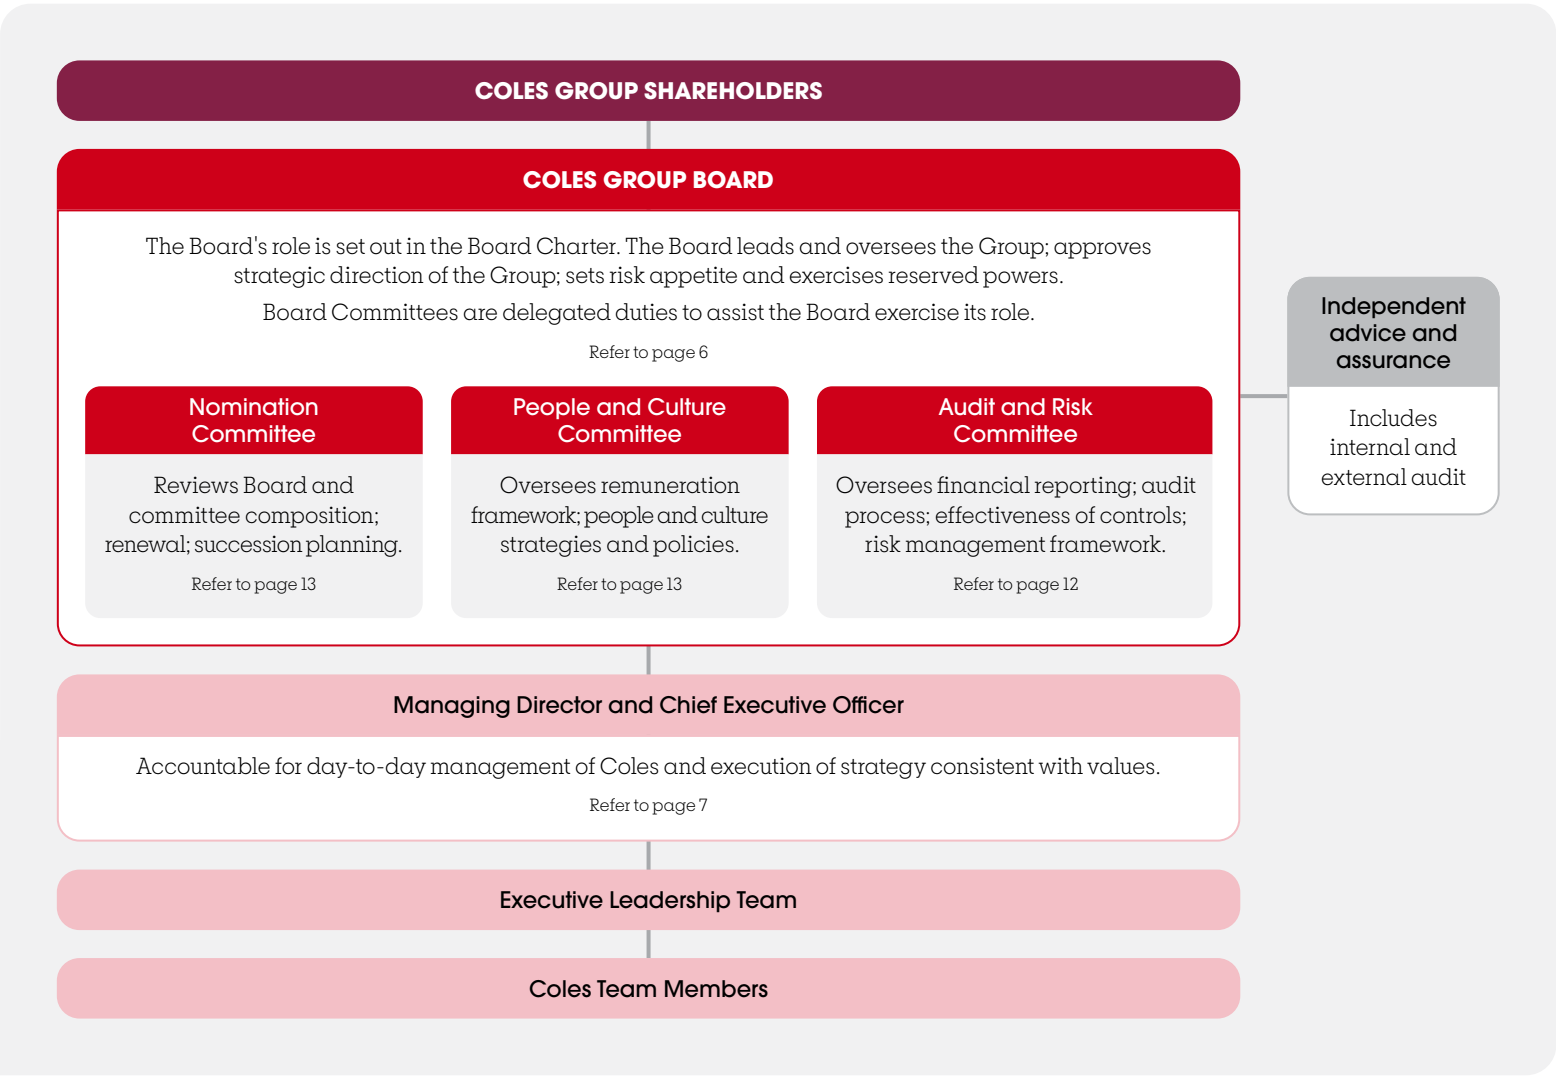 COLES GROUP SHAREHOLDERS
COLES GROUP BOARD
The Board's role is set out in the Board Charter. The Board leads and oversees the Group; approves
strategic direction of the Group; sets risk appetite and exercises reserved powers.
Board Committees are delegated duties to assist the Board exercise its role.
Refer to page 6
Nomination
Committee
Reviews Board and
committee composition;
renewal; succession planning.
Refer to page 13
People and Culture
Committee
Oversees remuneration
framework; people and culture
strategies and policies.
Refer to page 13
Audit and Risk
Committee
Oversees financial reporting; audit
process; effectiveness of controls;
risk management framework.
Refer to page 12
Independent
advice and
assurance
Includes
internal and
external audit
Managing Director and Chief Executive Officer
Accountable for day-to-day management of Coles and execution of strategy consistent with values.
Refer to page 7
Executive Leadership Team
Coles Team Members